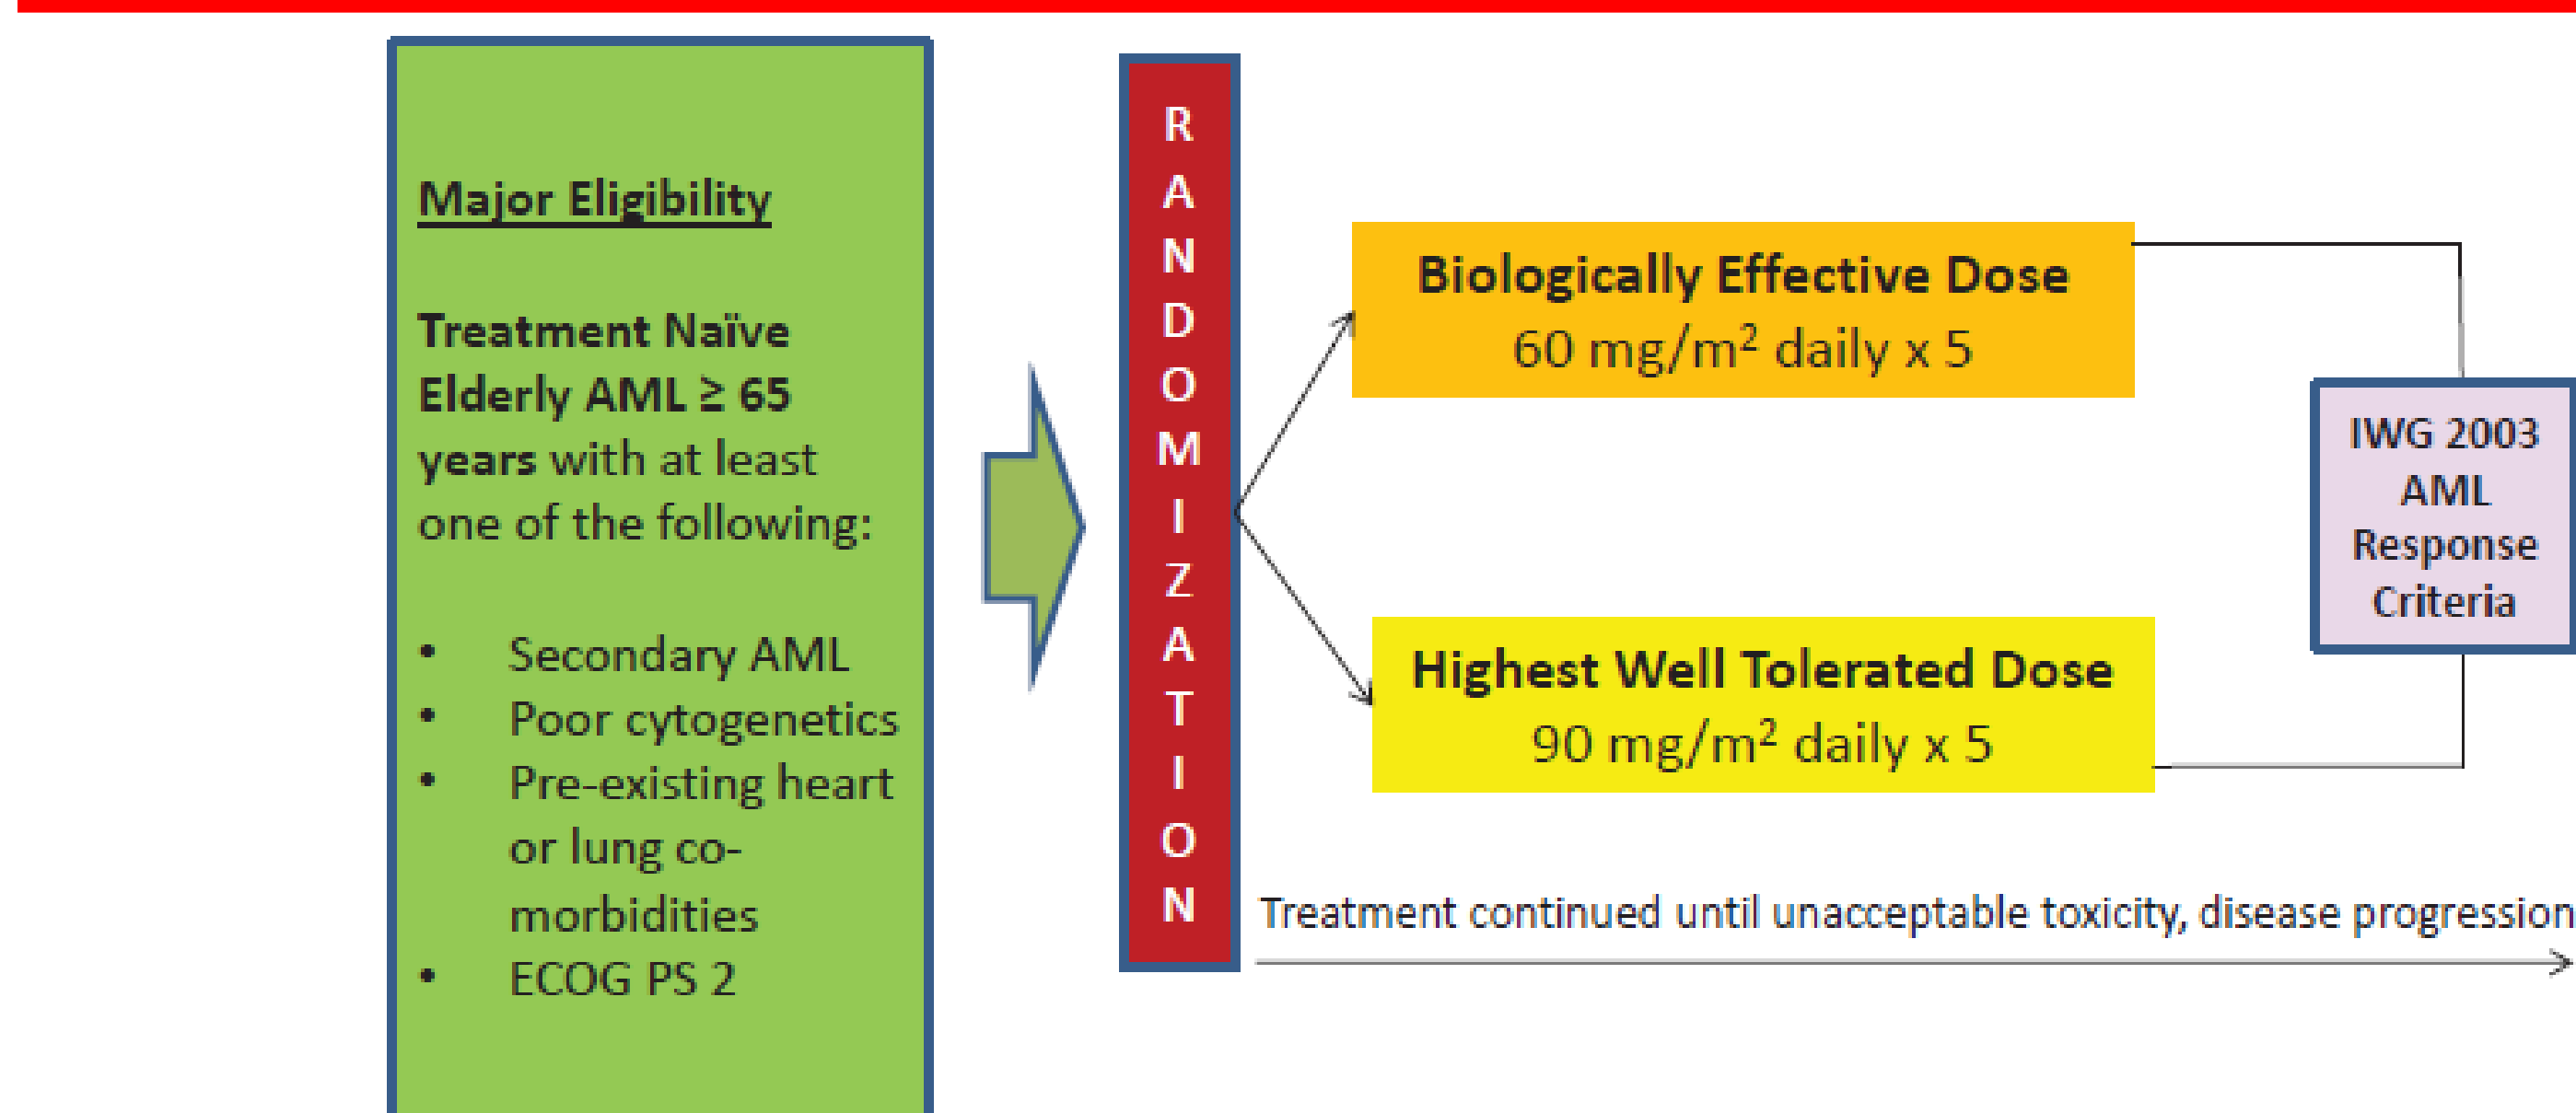 Major Eligibility
Treatment Naïve
Elderly AML ≥ 65
years with at least
one of the following:
• Secondary AML
• Poor cytogenetics
• Pre-existing heart
or lung co-
morbidities
• ECOG PS 2
RANDOMIZATION
Biologically Effective Dose
60 mg/m² daily x 5
Highest Well Tolerated Dose
90 mg/m² daily x 5
IWG 2003
AML
Response
Criteria
Treatment continued until unacceptable toxicity, disease progression